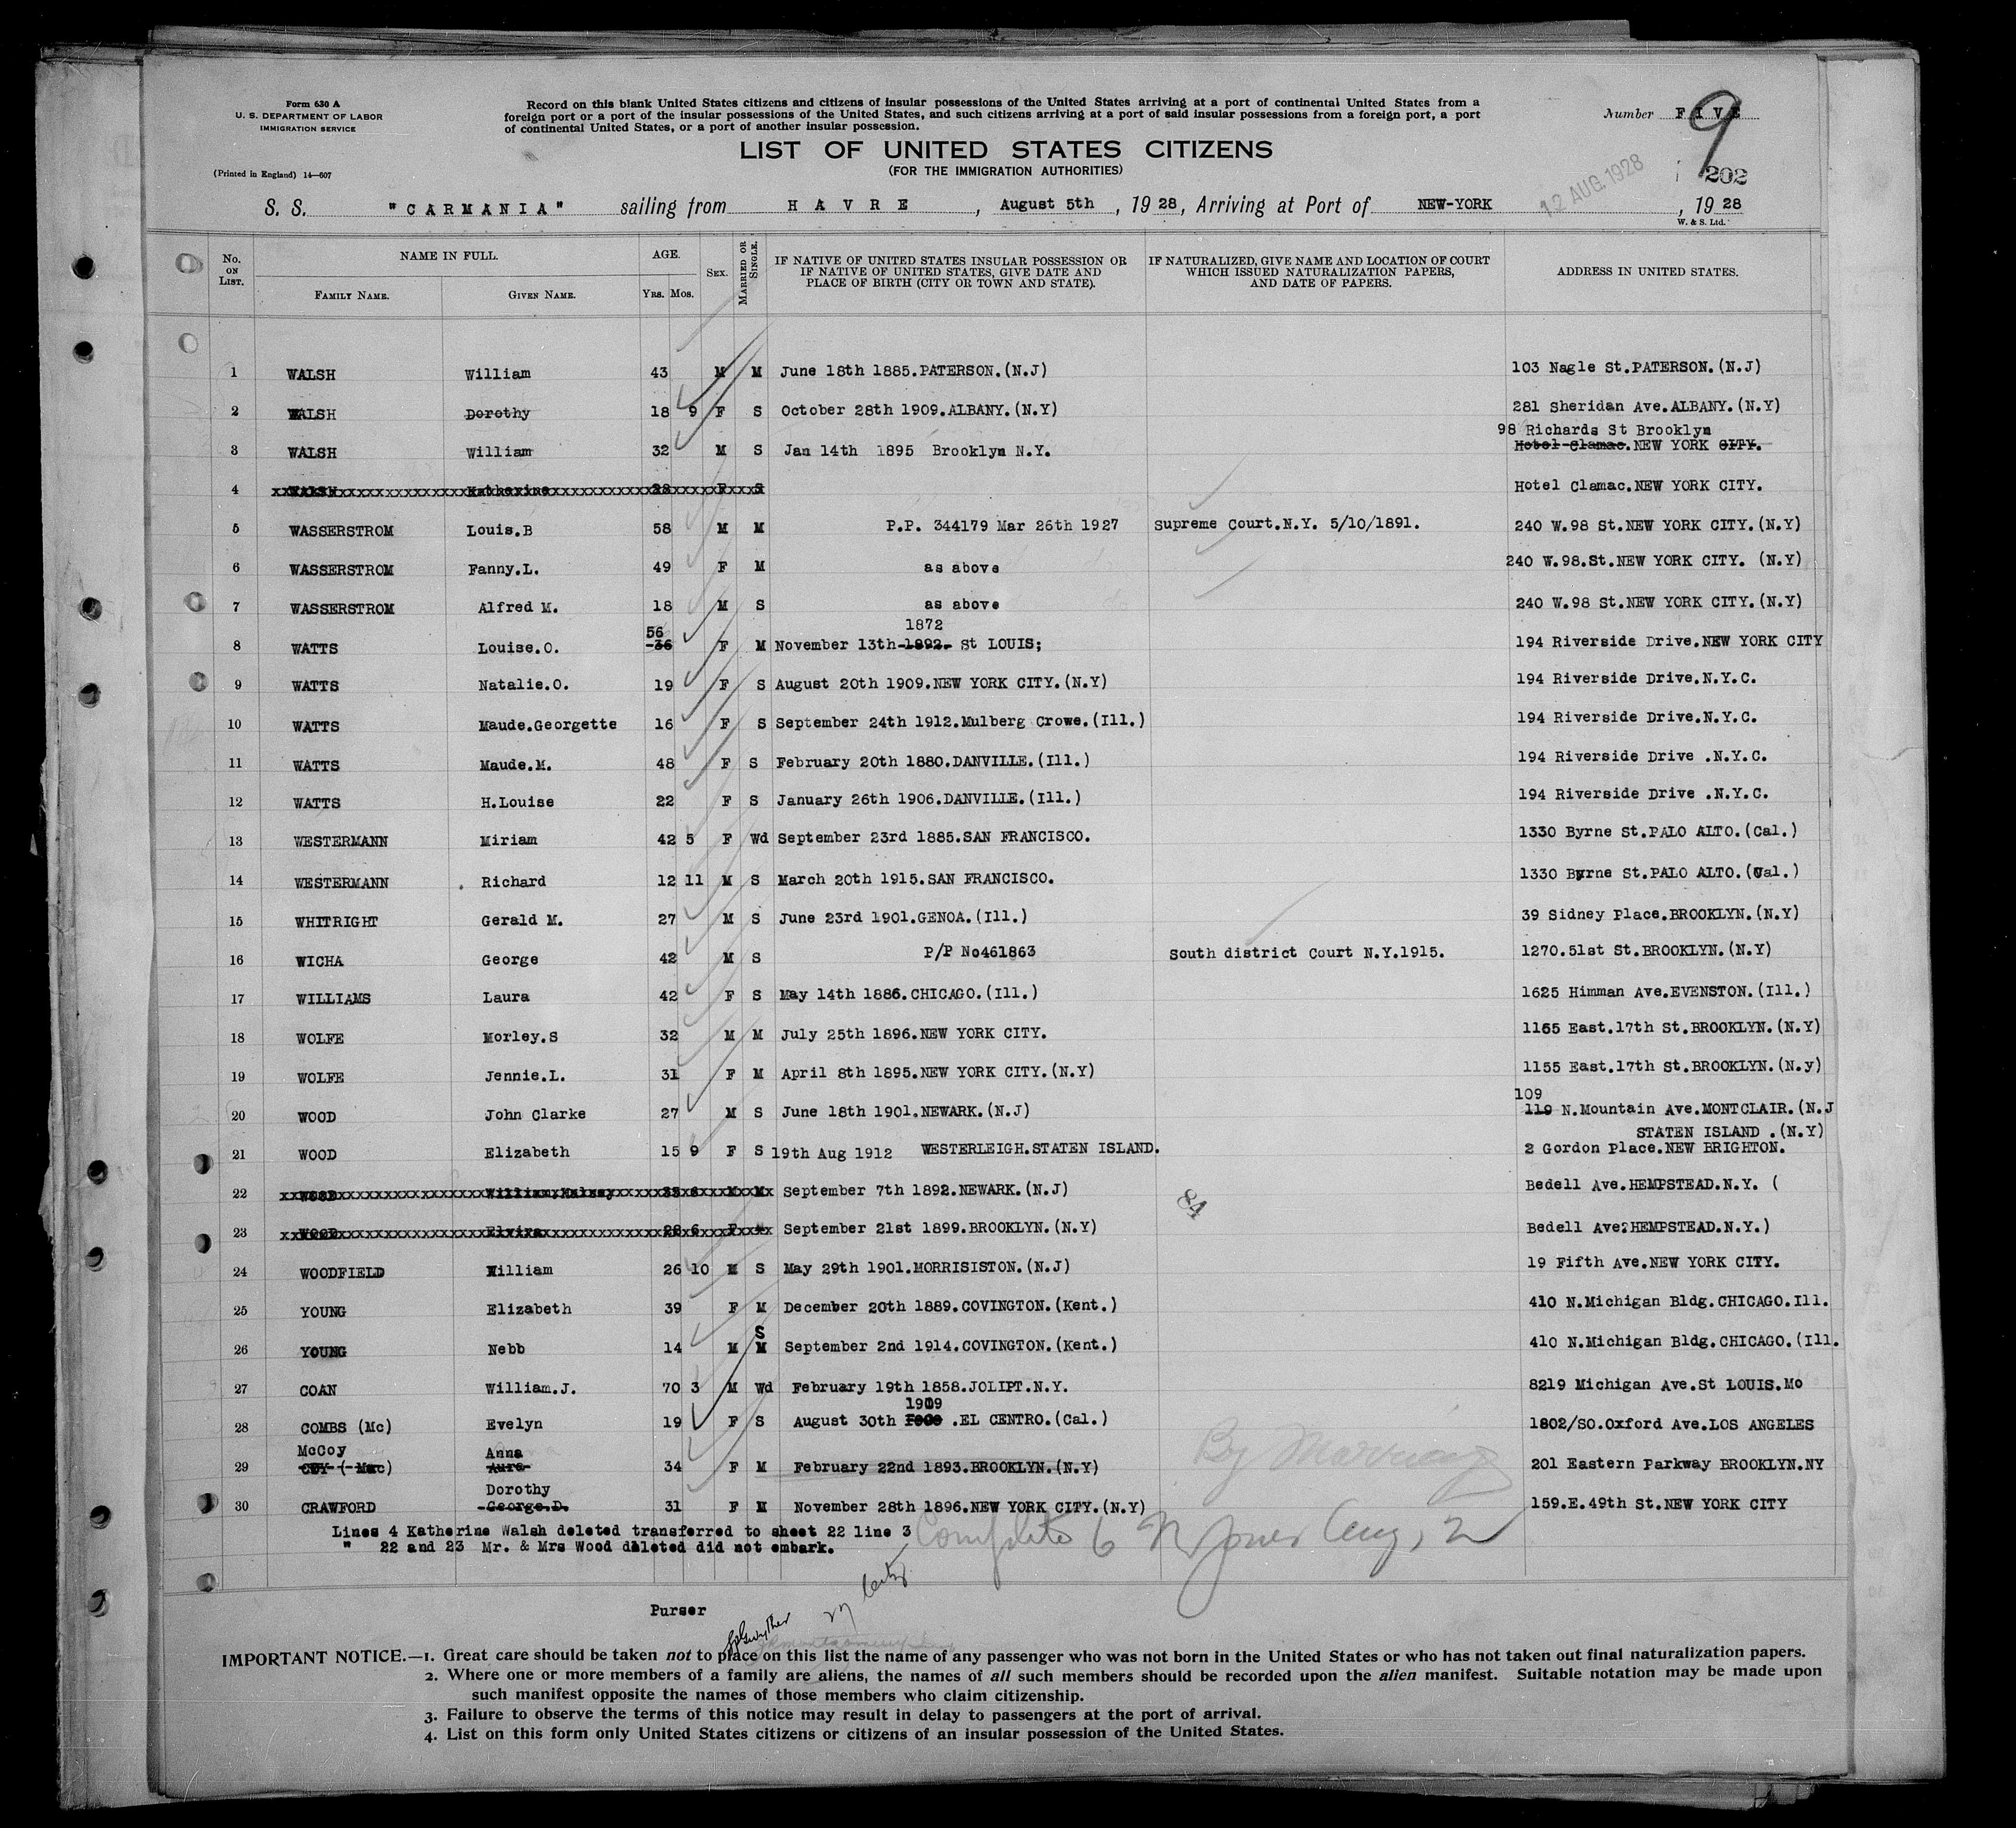 Form 630 A
U. S. DEPARTMENT OF LABOR
IMMIGRATION SERVICE
(Printed in England) 14—607
Record on this blank United States citizens and citizens of insular possessions of the United States arriving at a port of continental United States from a
foreign port or a port of the insular possessions of the United States, and such citizens arriving at a port of said insular possessions from a foreign port, a port
of continental United States, or a port of another insular possession.
Number FIVE
9
LIST OF UNITED STATES CITIZENS
(FOR THE IMMIGRATION AUTHORITIES)
12 AUG 1928
202
S. S. "CARMANIA" sailing from HAVRE, August 5th, 1928, Arriving at Port of NEW-YORK, 1928
W. & S. Ltd.
No. ON LIST. NAME IN FULL. FAMILY NAME. GIVEN NAME. AGE. YRS. MOS. SEX. MARRIED OR SINGLE. IF NATIVE OF UNITED STATES INSULAR POSSESSION OR IF NATIVE OF UNITED STATES, GIVE DATE AND PLACE OF BIRTH (CITY OR TOWN AND STATE). IF NATURALIZED, GIVE NAME AND LOCATION OF COURT WHICH ISSUED NATURALIZATION PAPERS, AND DATE OF PAPERS. ADDRESS IN UNITED STATES.
1 WALSH William 43 M M June 18th 1885.PATERSON.(N.J) 103 Nagle St.PATERSON.(N.J)
2 WALSH Dorothy 18 9 F S October 28th 1909.ALBANY.(N.Y) 281 Sheridan Ave.ALBANY.(N.Y)
98 Richards St Brooklyn
3 WALSH William 32 M S Jan 14th 1895 Brooklyn N.Y. Hotel Clamac.NEW YORK CITY.
4 WALSH Katherine 28 F S Hotel Clamac.NEW YORK CITY.
5 WASSERSTROM Louis.B 58 M M P.P. 344179 Mar 26th 1927 Supreme Court.N.Y. 5/10/1891. 240 W.98 St.NEW YORK CITY.(N.Y)
6 WASSERSTROM Fanny.L. 49 F M as above 240 W.98.St.NEW YORK CITY. (N.Y)
7 WASSERSTROM Alfred M. 18 M S as above 240 W.98 St.NEW YORK CITY.(N.Y)
56 1872
8 WATTS Louise.O. -36 F M November 13th-1892- St LOUIS; 194 Riverside Drive.NEW YORK CITY
9 WATTS Natalie.O. 19 F S August 20th 1909.NEW YORK CITY.(N.Y) 194 Riverside Drive.N.Y.C.
10 WATTS Maude.Georgette 16 F S September 24th 1912.Mulberg Crowe.(Ill.) 194 Riverside Drive.N.Y.C.
11 WATTS Maude.M. 48 F S February 20th 1880.DANVILLE.(Ill.) 194 Riverside Drive .N.Y.C.
12 WATTS H.Louise 22 F S January 26th 1906.DANVILLE.(Ill.) 194 Riverside Drive .N.Y.C.
13 WESTERMANN Miriam 42 5 F Wd September 23rd 1885.SAN FRANCISCO. 1330 Byrne St.PALO ALTO.(Cal.)
14 WESTERMANN Richard 12 11 M S March 20th 1915.SAN FRANCISCO. 1330 Byrne St.PALO ALTO.(Cal.)
15 WHITRIGHT Gerald M. 27 M S June 23rd 1901.GENOA.(Ill.) 39 Sidney Place.BROOKLYN.(N.Y)
16 WICHA George 42 M S P/P No461863 South district Court N.Y.1915. 1270.51st St.BROOKLYN.(N.Y)
17 WILLIAMS Laura 42 F S May 14th 1886.CHICAGO.(Ill.) 1625 Himman Ave.EVENSTON.(Ill.)
18 WOLFE Morley.S 32 M M July 25th 1896.NEW YORK CITY. 1155 East.17th St.BROOKLYN.(N.Y)
19 WOLFE Jennie.L. 31 F M April 8th 1895.NEW YORK CITY.(N.Y) 1155 East.17th St.BROOKLYN.(N.y)
109
20 WOOD John Clarke 27 M S June 18th 1901.NEWARK.(N.J) 119 N.Mountain Ave.MONTCLAIR.(N.J
STATEN ISLAND .(N.Y)
21 WOOD Elizabeth 15 9 F S 19th Aug 1912 WESTERLEIGH.STATEN ISLAND. 2 Gordon Place.NEW BRIGHTON.
22 WOOD William,Halsey 35 6 M M September 7th 1892.NEWARK.(N.J) Bedell Ave.HEMPSTEAD.N.Y. (
84
23 WOOD Elvira 28 6 F September 21st 1899.BROOKLYN.(N.Y) Bedell Ave?HEMPSTEAD.N.Y.)
24 WOODFIELD William 26 10 M S May 29th 1901.MORRISISTON.(N.J) 19 Fifth Ave.NEW YORK CITY.
25 YOUNG Elizabeth 39 F M December 20th 1889.COVINGTON.(Kent.) 410 N.Michigan Bldg.CHICAGO.Ill.
S
26 YOUNG Nebb 14 M M September 2nd 1914.COVINGTON.(Kent.) 410 N.Michigan Bldg.CHICAGO.(Ill.
27 COAN William.J. 70 3 M Wd February 19th 1858.JOLIPT.N.Y. 8219 Michigan Ave.St LOUIS.Mo
1909
28 COMBS (Mc) Evelyn 19 F S August 30th .EL CENTRO.(Cal.) 1802/SO.Oxford Ave.LOS ANGELES
McCoy Anna
29 COY (-Mac) Aura 34 F M February 22nd 1893.BROOKLYN.(N.Y) By Marriage 201 Eastern Parkway BROOKLYN.NY
Dorothy
30 CRAWFORD -George.D. 31 F M November 28th 1896.NEW YORK CITY.(N.Y) 159.E.49th St.NEW YORK CITY
Lines 4 Katherine Walsh deleted transferred to sheet 22 line 3
" 22 and 23 Mr. & Mrs Wood deleted did not embark.
Complete
Purser
IMPORTANT NOTICE.—1. Great care should be taken not to place on this list the name of any passenger who was not born in the United States or who has not taken out final naturalization papers.
2. Where one or more members of a family are aliens, the names of all such members should be recorded upon the alien manifest. Suitable notation may be made upon
such manifest opposite the names of those members who claim citizenship.
3. Failure to observe the terms of this notice may result in delay to passengers at the port of arrival.
4. List on this form only United States citizens or citizens of an insular possession of the United States.